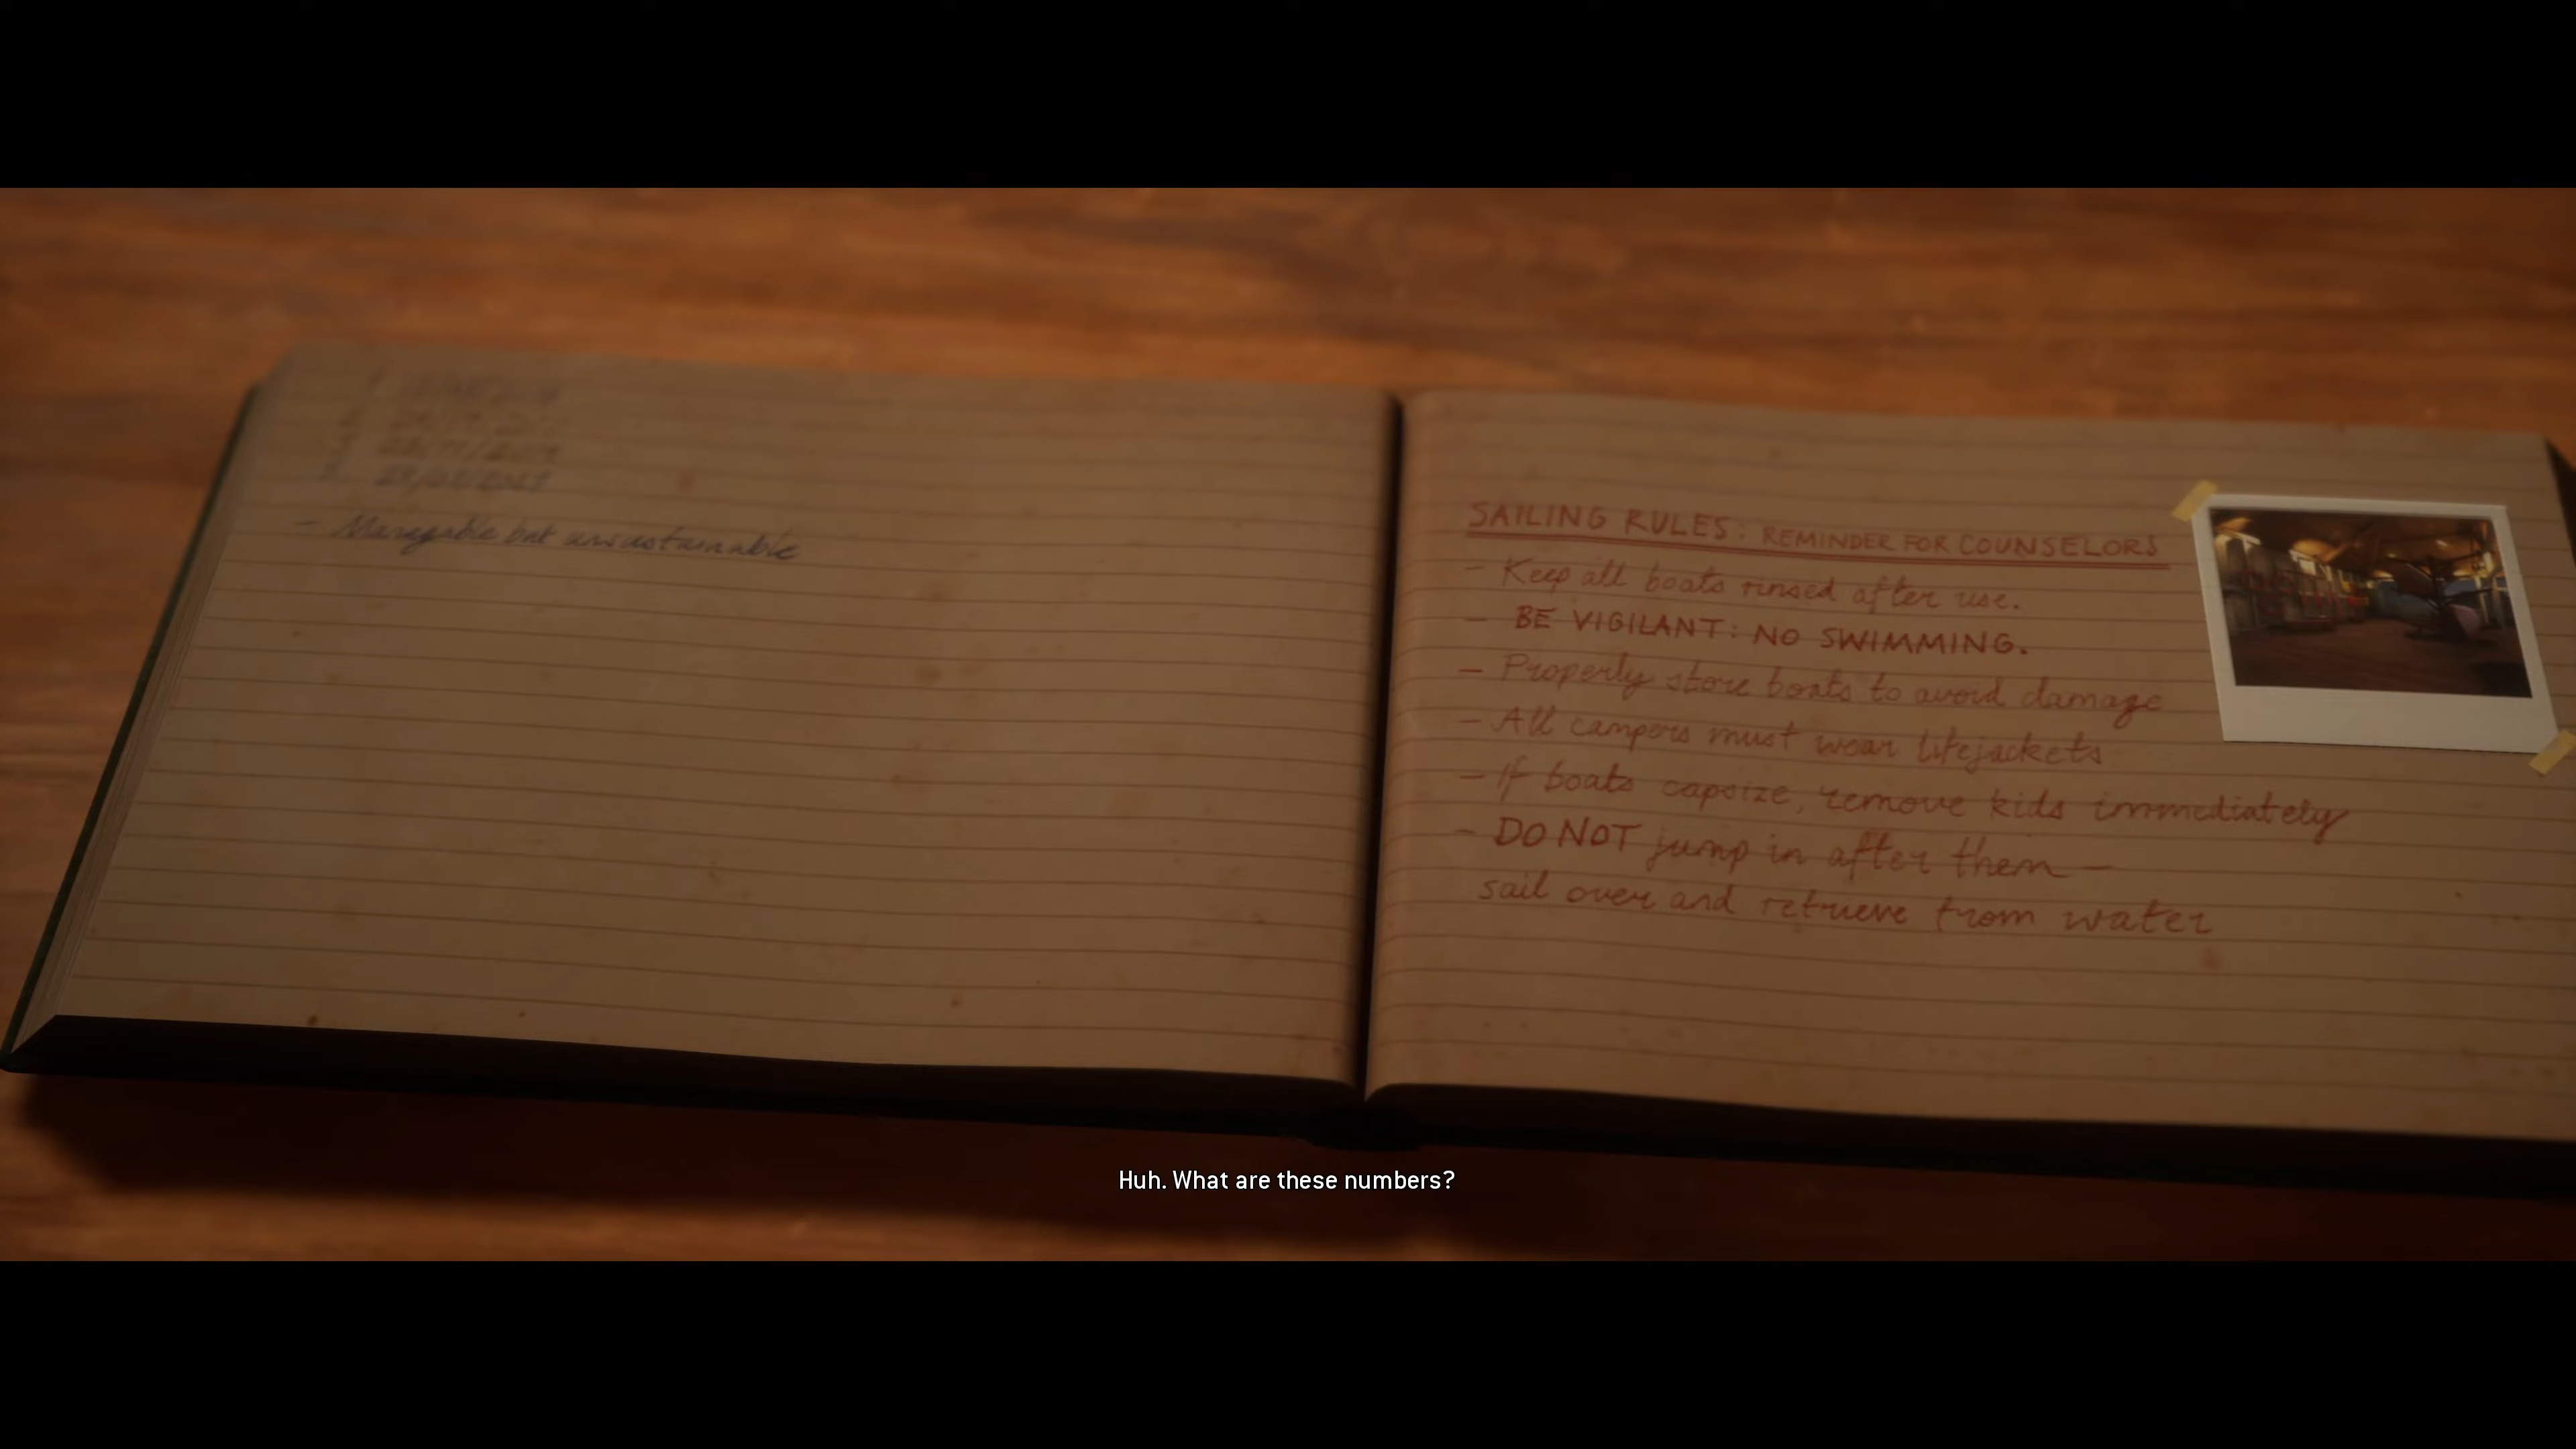 - Managable but unsustainable
SAILING RULES: REMINDER FOR COUNSELORS
- Keep all boats rinsed after use.
- BE VIGILANT: NO SWIMMING.
- Properly store boats to avoid damage
- All campers must wear lifejackets
- If boats capsize, remove kids immediately
- DO NOT jump in after them -
sail over and retrieve from water
Huh. What are these numbers?